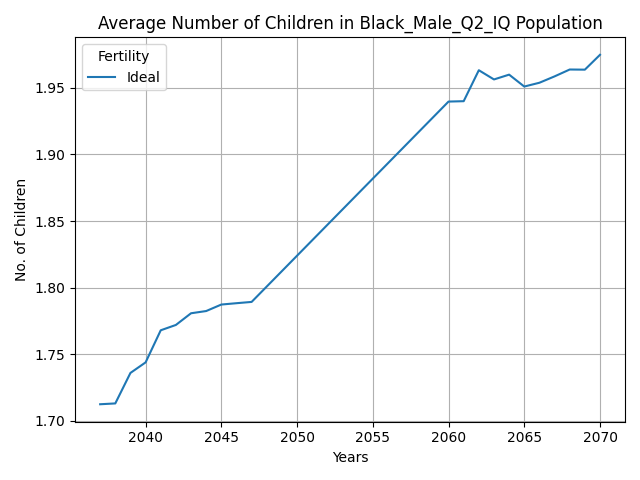 Average Number of Children in Black_Male_Q2_IQ Population
Fertility
Ideal
No. of Children
1.95
1.90
1.85
1.80
1.75
1.70
2040 2045 2050 2055 2060 2065 2070
Years